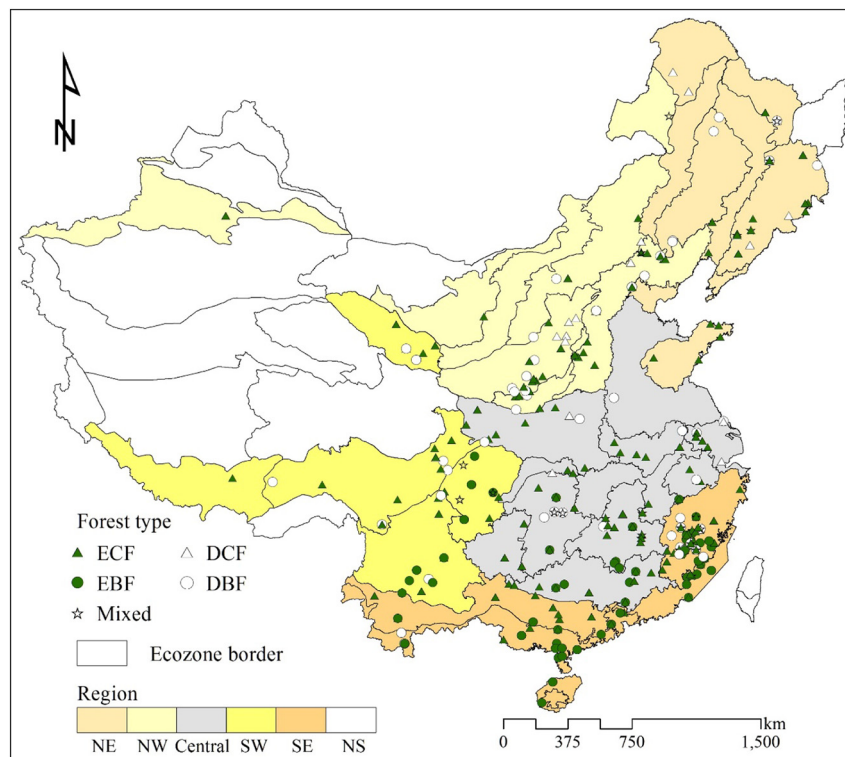 N
Forest type
ECF DCF
EBF DBF
Mixed
Ecozone border
Region
NE NW Central SW SE NS
km
0 375 750 1,500